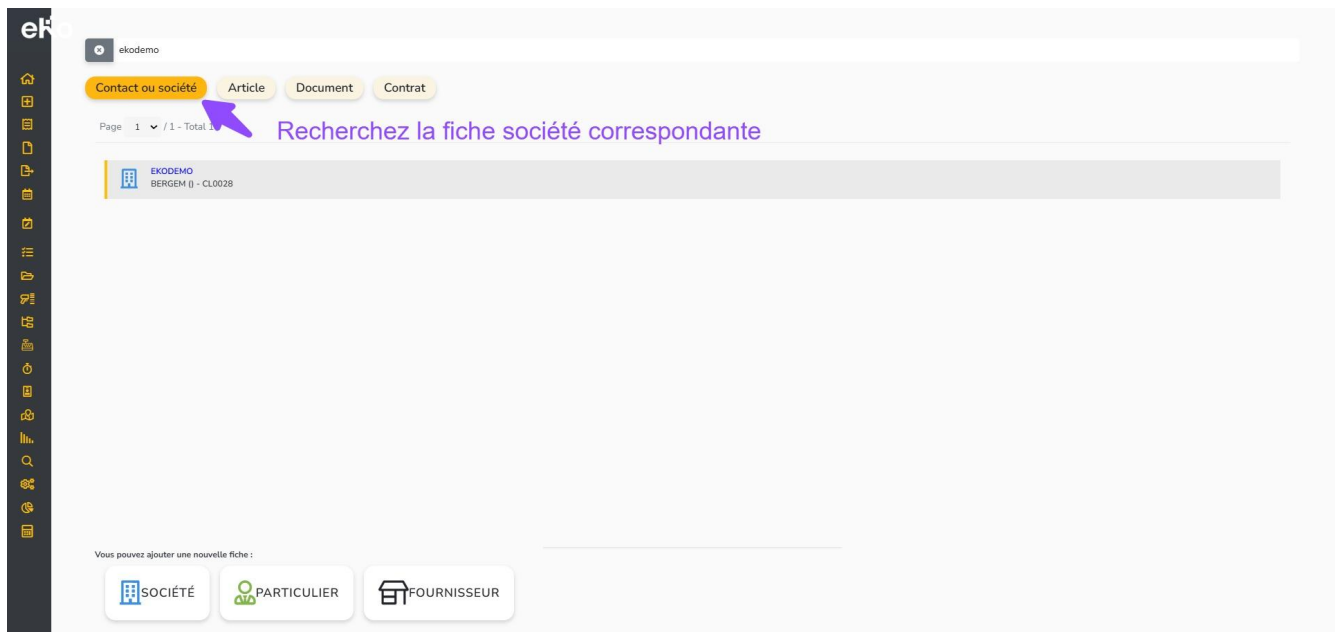 eko
ekodemo
Contact ou société Article Document Contrat
Page 1 / 1 - Total 1
Recherchez la fiche société correspondante
EKODEMO
BERGEM () - CL0028
Vous pouvez ajouter une nouvelle fiche :
SOCIÉTÉ PARTICULIER FOURNISSEUR